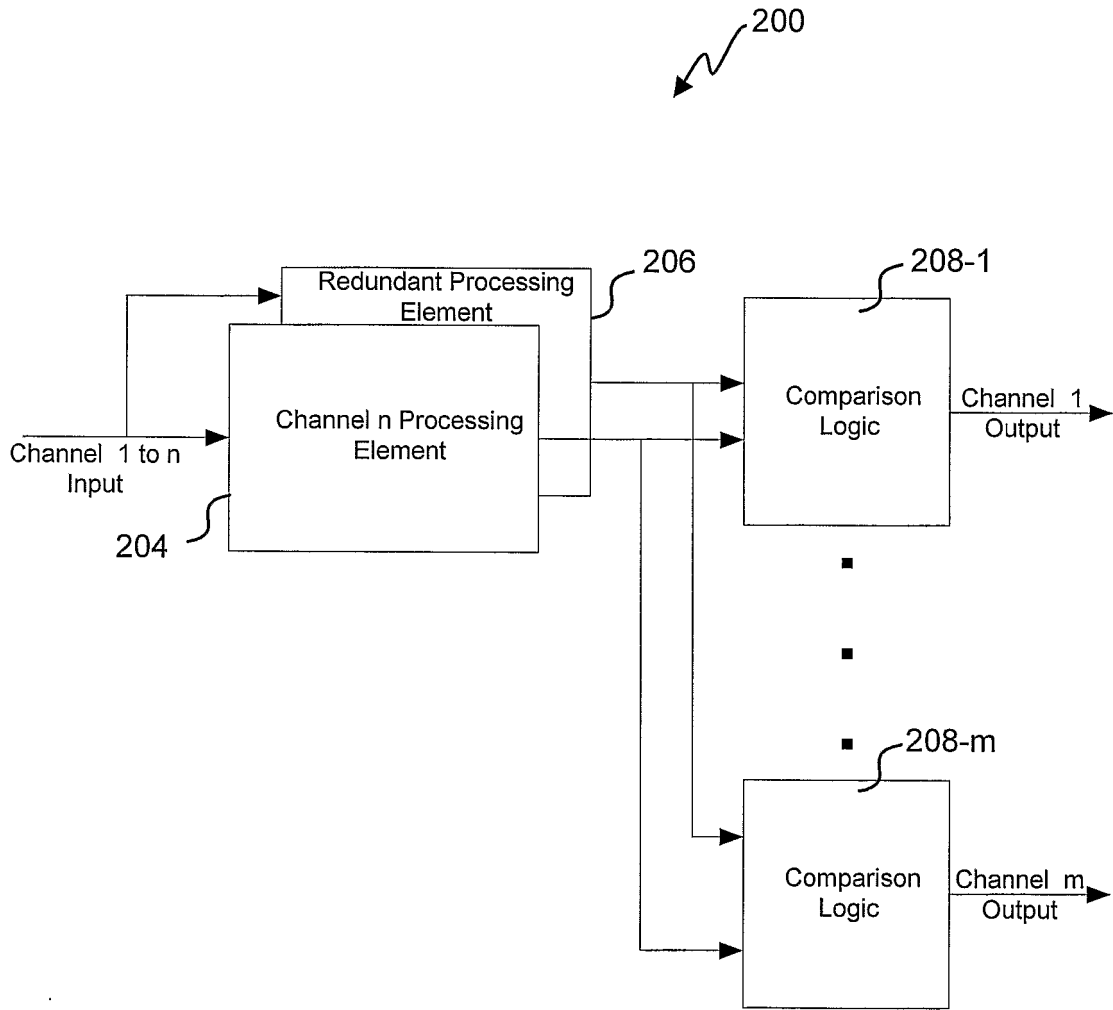 200
206
208-1
Redundant Processing
Element
Channel n Processing
Element
Comparison
Logic
Channel 1
Output
Channel 1 to n
Input
204
208-m
Comparison
Logic
Channel m
Output